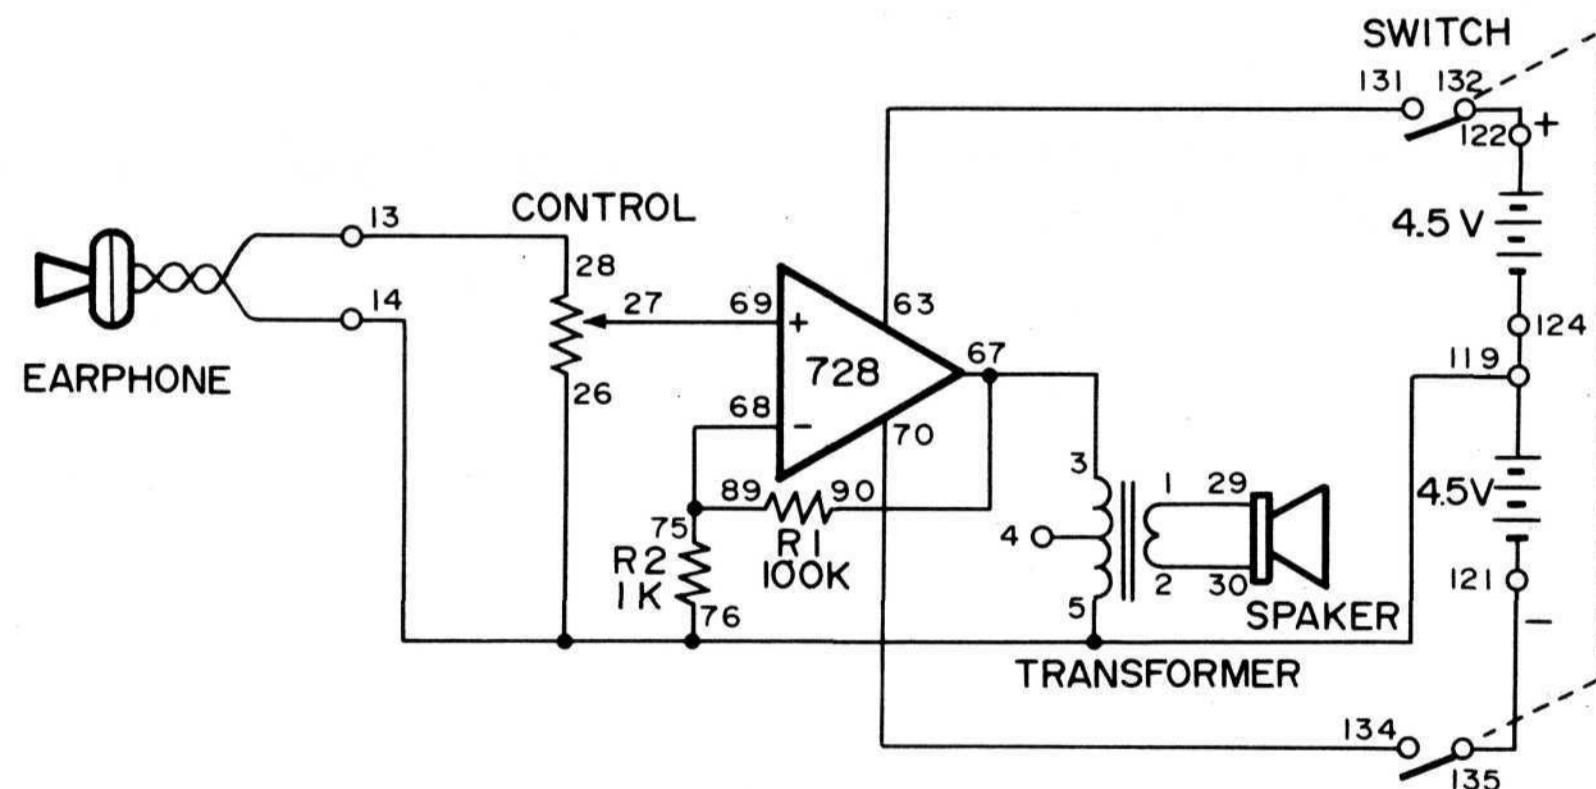 SWITCH
131 132
122 +
4.5 V
124
119
4.5V
121
−
134
135
13
CONTROL
28
14
27
69
+
63
728
67
EARPHONE
26
68
−
70
89
90
75
R2
1K
R1
100K
76
3
4
5
1
29
2
30
SPAKER
TRANSFORMER